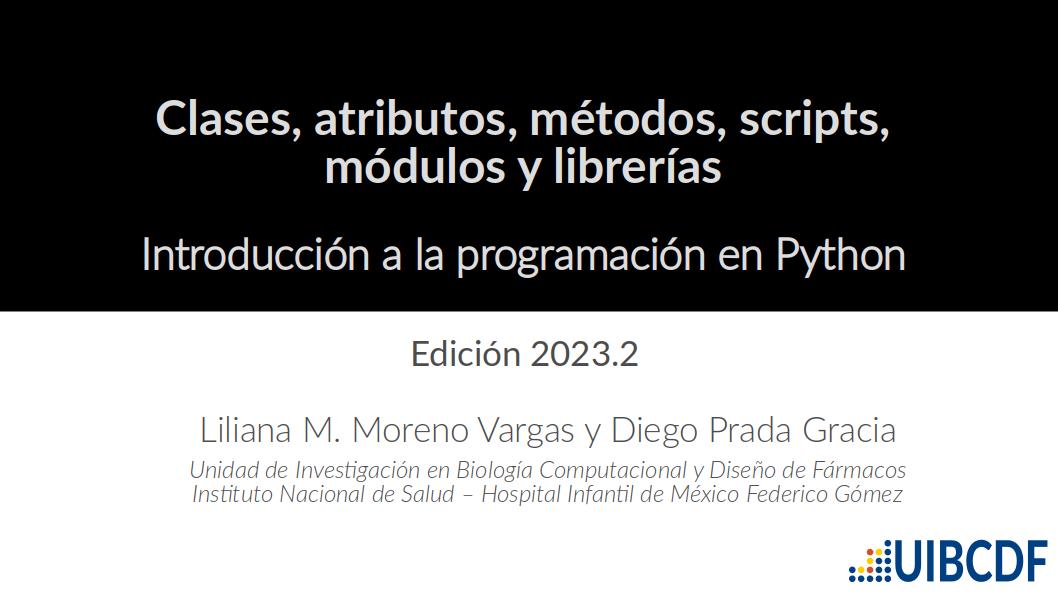 Clases, atributos, métodos, scripts,
módulos y librerías
Introducción a la programación en Python
Edición 2023.2
Liliana M. Moreno Vargas y Diego Prada Gracia
Unidad de Investigación en Biología Computacional y Diseño de Fármacos
Instituto Nacional de Salud – Hospital Infantil de México Federico Gómez
UIBCDF